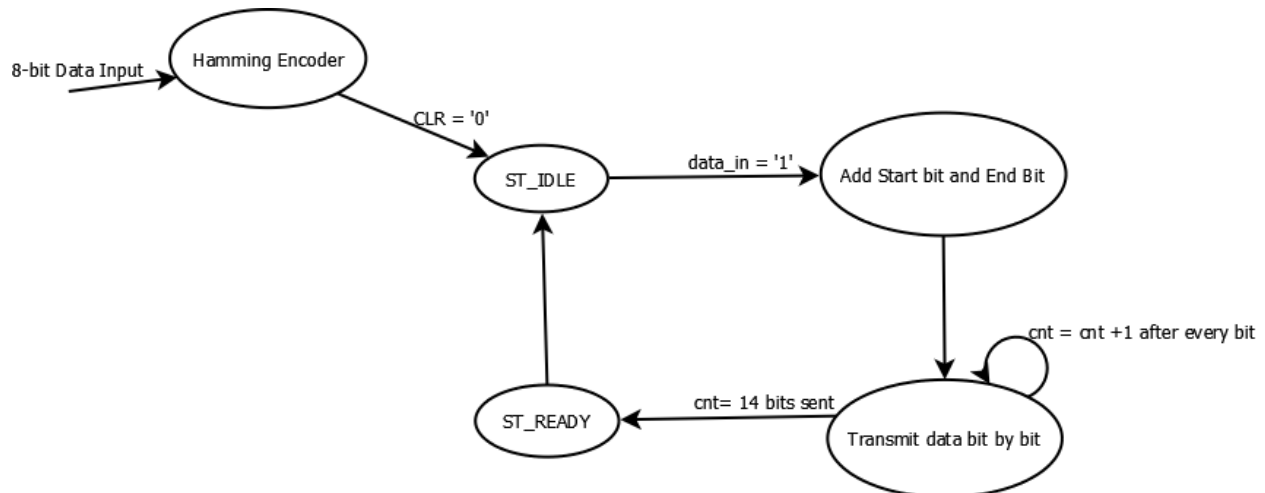 Hamming Encoder
8-bit Data Input
CLR = '0'
data_in = '1'
ST_IDLE
Add Start bit and End Bit
cnt = cnt +1 after every bit
cnt= 14 bits sent
ST_READY
Transmit data bit by bit